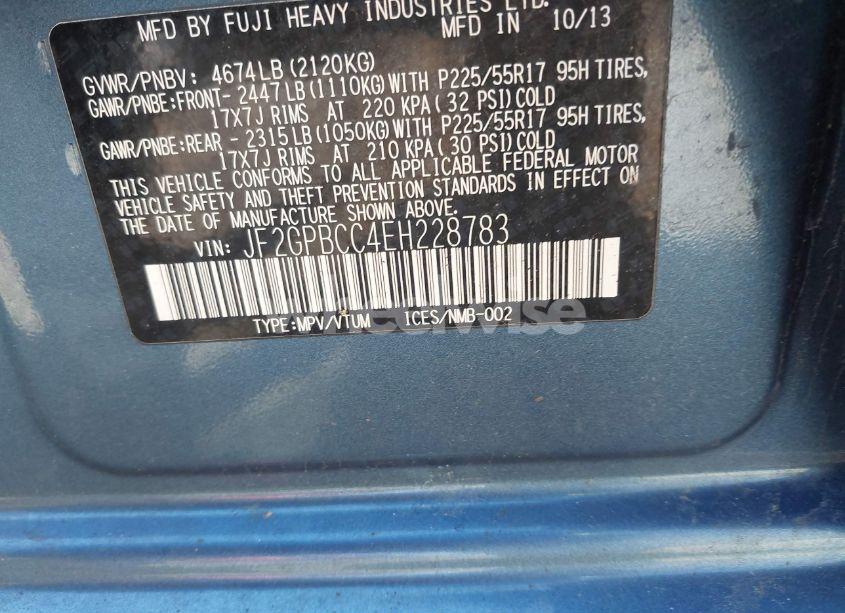 MFD BY FUJI HEAVY INDUSTRIES LTD.
MFD IN 10/13
GVWR/PNBV: 4674LB(2120KG)
GAWR/PNBE:FRONT- 2447LB(1110KG)WITH P225/55R17 95H TIRES,
17X7J RIMS AT 220 KPA( 32 PSI)COLD
GAWR/PNBE:REAR - 2315LB(1050KG)WITH P225/55R17 95H TIRES,
17X7J RIMS AT 210 KPA( 30 PSI)COLD
THIS VEHICLE CONFORMS TO ALL APPLICABLE FEDERAL MOTOR
VEHICLE SAFETY AND THEFT PREVENTION STANDARDS IN EFFECT ON
THE DATE OF MANUFACTURE SHOWN ABOVE.
VIN: JF2GPBCC4EH228783
TYPE:MPV/VTUM ICES/NMB-002
wheelwise